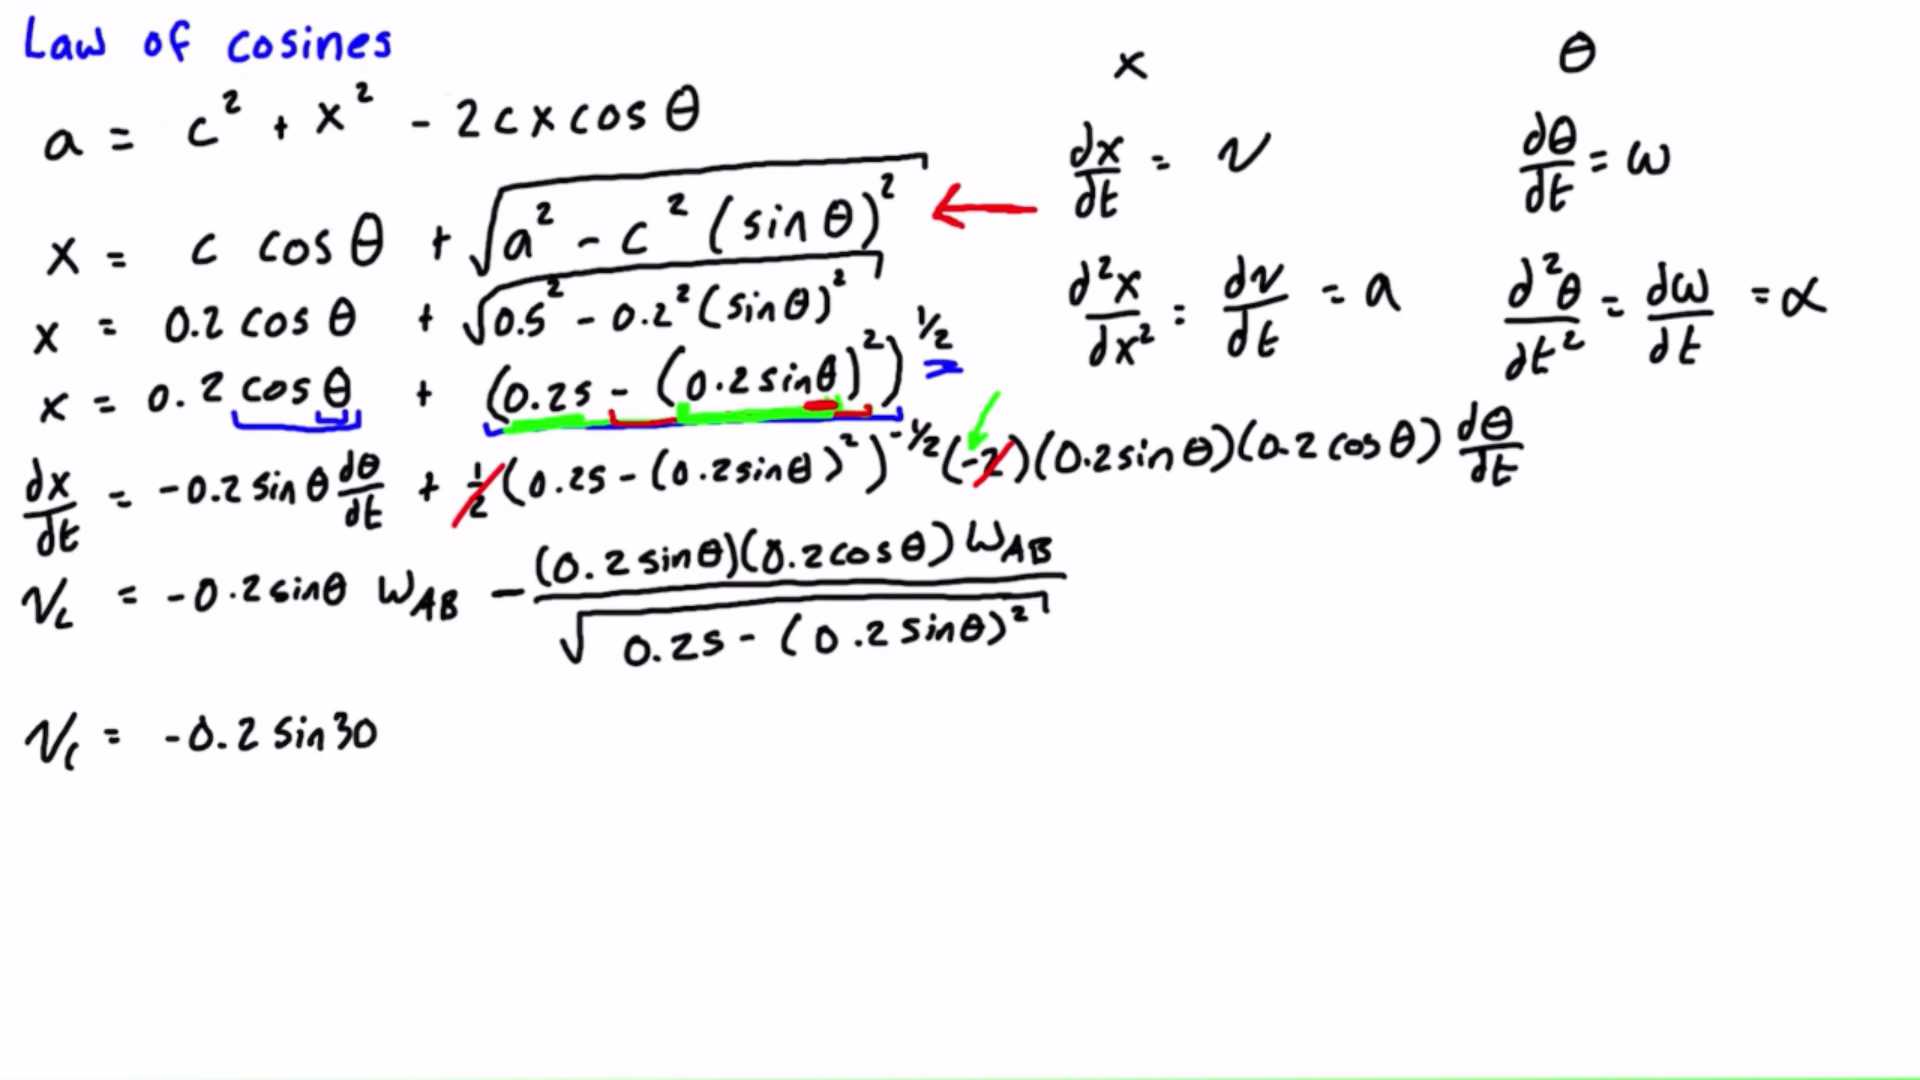 Law of cosines
a = c² + x² - 2cx cos θ
x = c cos θ + √(a² - c² (sin θ)²)
x = 0.2 cos θ + √(0.5² - 0.2² (sin θ)²)
x = 0.2 cos θ + (0.25 - (0.2 sin θ)²)^1/2
dx/dt = -0.2 sin θ dθ/dt + 1/2 (0.25 - (0.2 sin θ)²)^-1/2 (-2)(0.2 sin θ)(0.2 cos θ) dθ/dt
v_c = -0.2 sin θ ω_AB - (0.2 sin θ)(0.2 cos θ) ω_AB / √(0.25 - (0.2 sin θ)²)
v_c = -0.2 sin 30
x
dx/dt = v
d²x/dx² = dv/dt = a
θ
dθ/dt = ω
d²θ/dt² = dω/dt = α